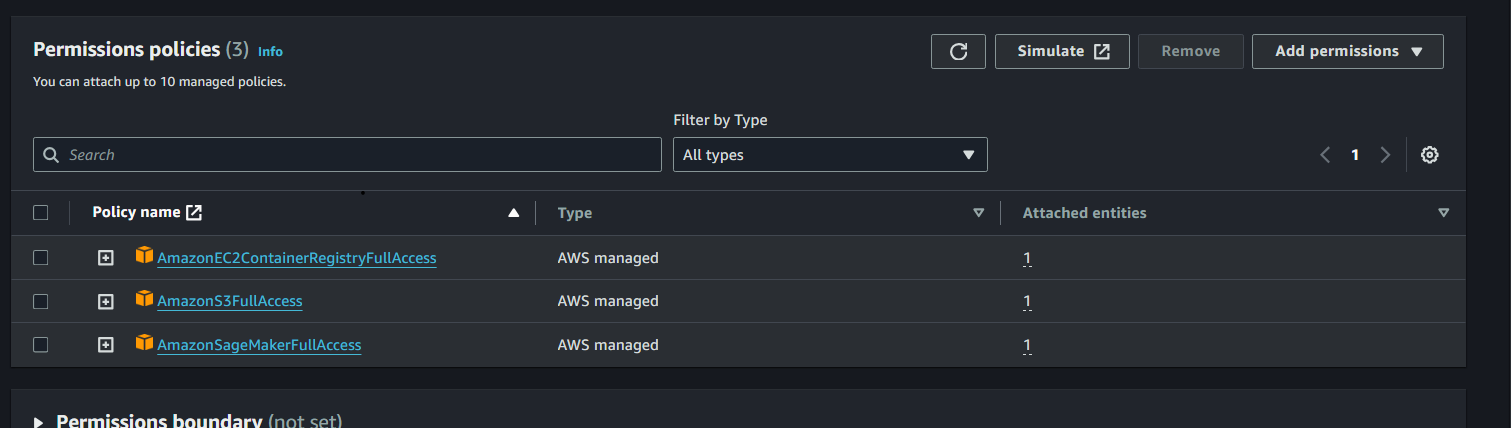 Permissions policies (3) Info
Simulate Remove Add permissions
You can attach up to 10 managed policies.
Filter by Type
Search All types 1
Policy name Type Attached entities
AmazonEC2ContainerRegistryFullAccess AWS managed 1
AmazonS3FullAccess AWS managed 1
AmazonSageMakerFullAccess AWS managed 1
Permissions boundary (not set)